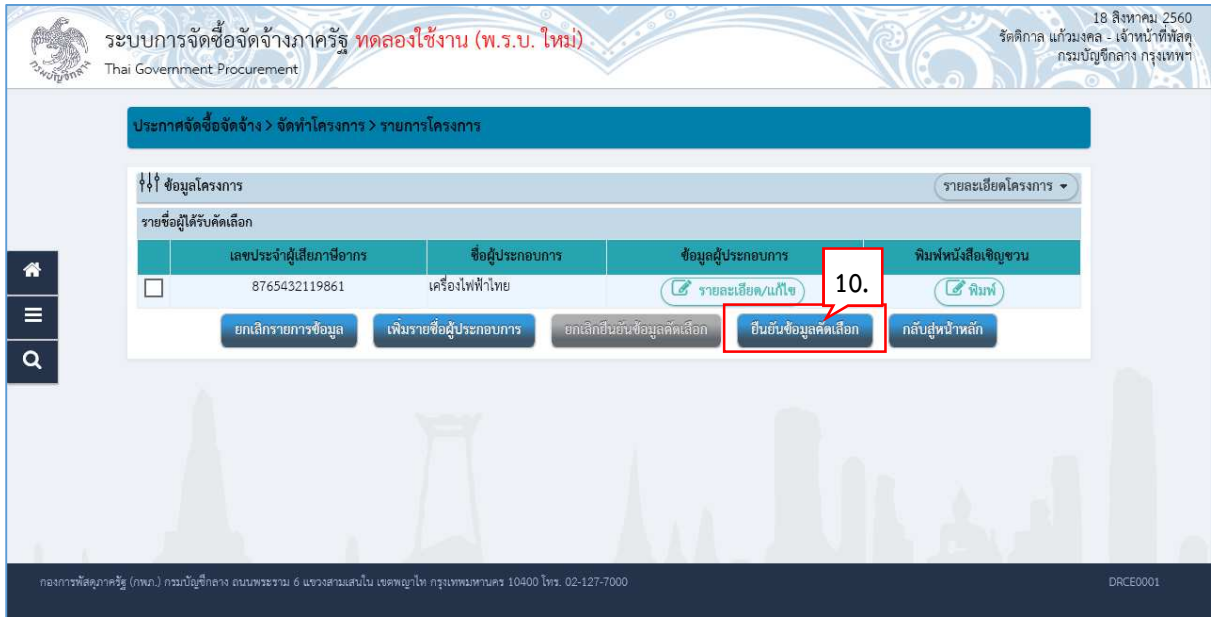 18 สิงหาคม 2560
ระบบการจัดซื้อจัดจ้างภาครัฐ ทดลองใช้งาน (พ.ร.บ. ใหม่)
รัตติกาล แก้วมงคล - เจ้าหน้าที่พัสดุ
Thai Government Procurement
กรมบัญชีกลาง กรุงเทพฯ
กรมบัญชีกลาง
ประกาศจัดซื้อจัดจ้าง > จัดทำโครงการ > รายการโครงการ
ข้อมูลโครงการ รายละเอียดโครงการ
รายชื่อผู้ได้รับคัดเลือก
เลขประจำผู้เสียภาษีอากร ชื่อผู้ประกอบการ ข้อมูลผู้ประกอบการ พิมพ์หนังสือเชิญชวน
8765432119861 เครื่องไฟฟ้าไทย รายละเอียด/แก้ไข 10. พิมพ์
ยกเลิกรายการข้อมูล เพิ่มรายชื่อผู้ประกอบการ ยกเลิกยืนยันข้อมูลคัดเลือก ยืนยันข้อมูลคัดเลือก กลับสู่หน้าหลัก
กองการพัสดุภาครัฐ (กพภ.) กรมบัญชีกลาง ถนนพระราม 6 แขวงสามเสนใน เขตพญาไท กรุงเทพมหานคร 10400 โทร. 02-127-7000 DRCE0001